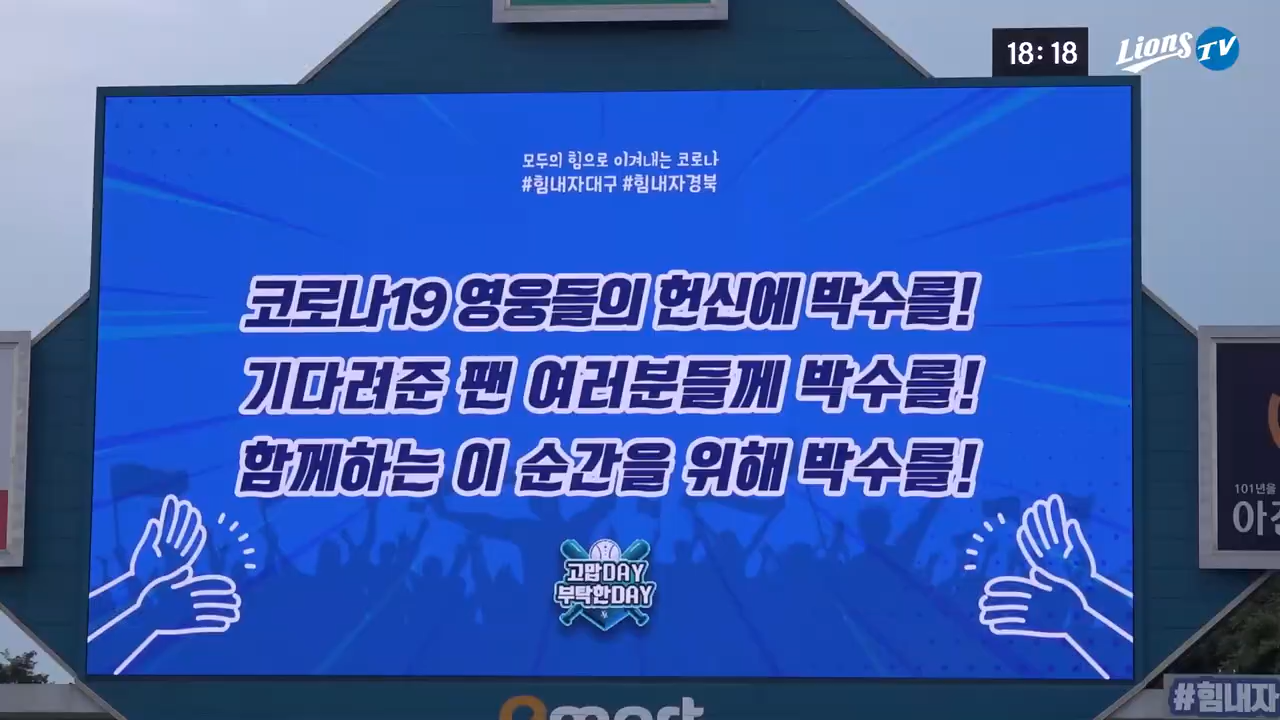 18:18
Lions TV
모두의 힘으로 이겨내는 코로나
#힘내자대구 #힘내자경북
코로나19 영웅들의 헌신에 박수를!
기다려준 팬 여러분들께 박수를!
함께하는 이 순간을 위해 박수를!
고맙DAY
부탁한DAY
101년을
emart
#힘내자